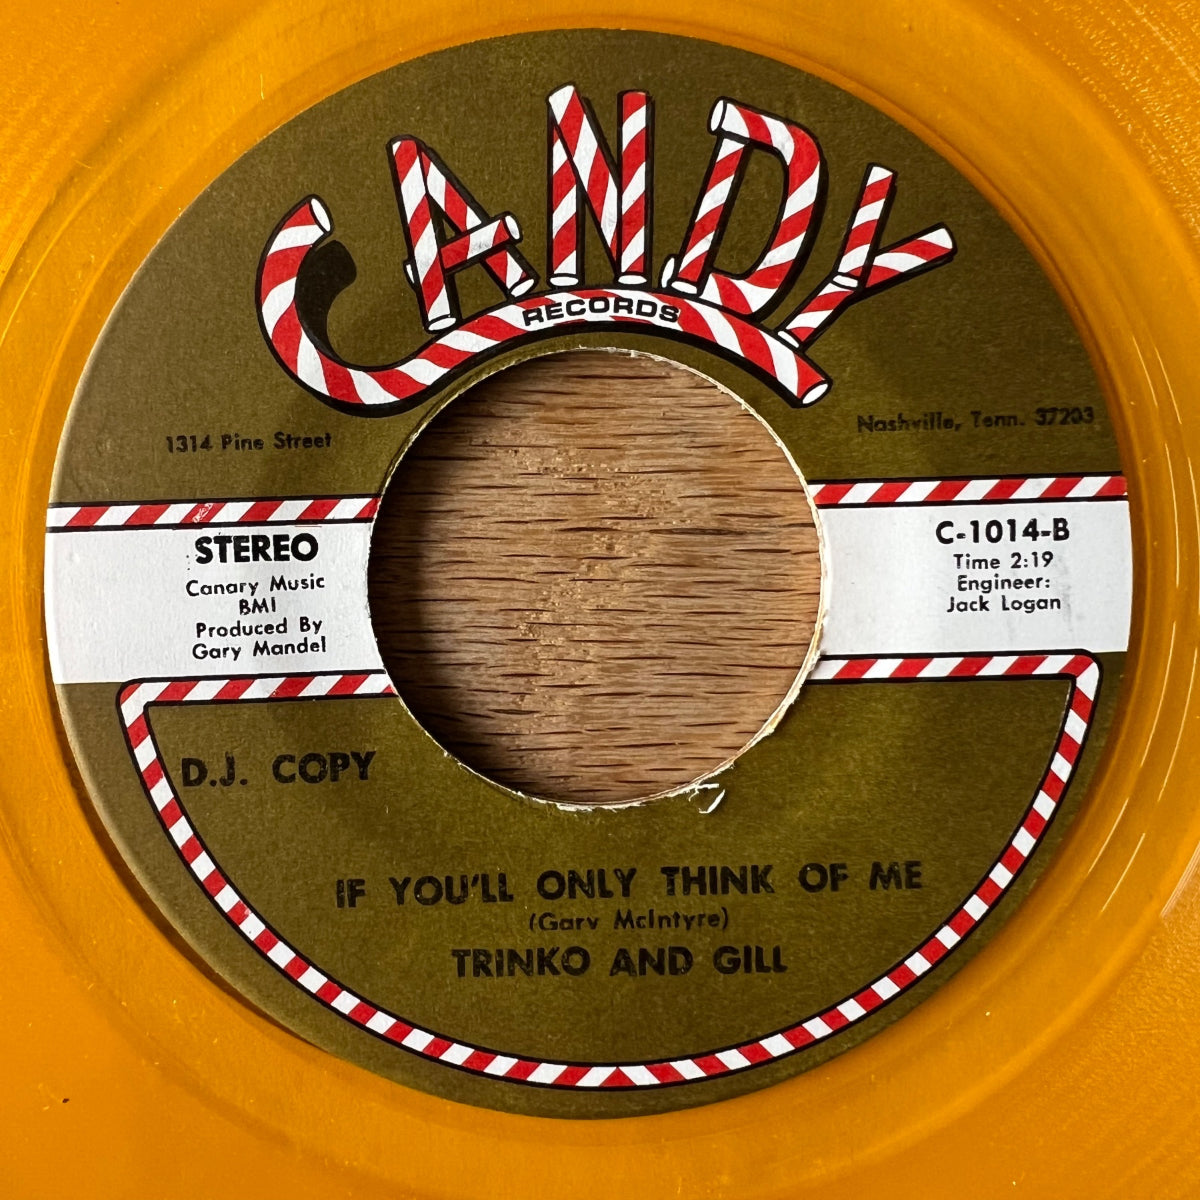 CANDY
RECORDS
1314 Pine Street
Nashville, Tenn. 37203
STEREO
Canary Music
BMI
Produced By
Gary Mandel
C-1014-B
Time 2:19
Engineer:
Jack Logan
D.J. COPY
IF YOU'LL ONLY THINK OF ME
(Gary McIntyre)
TRINKO AND GILL